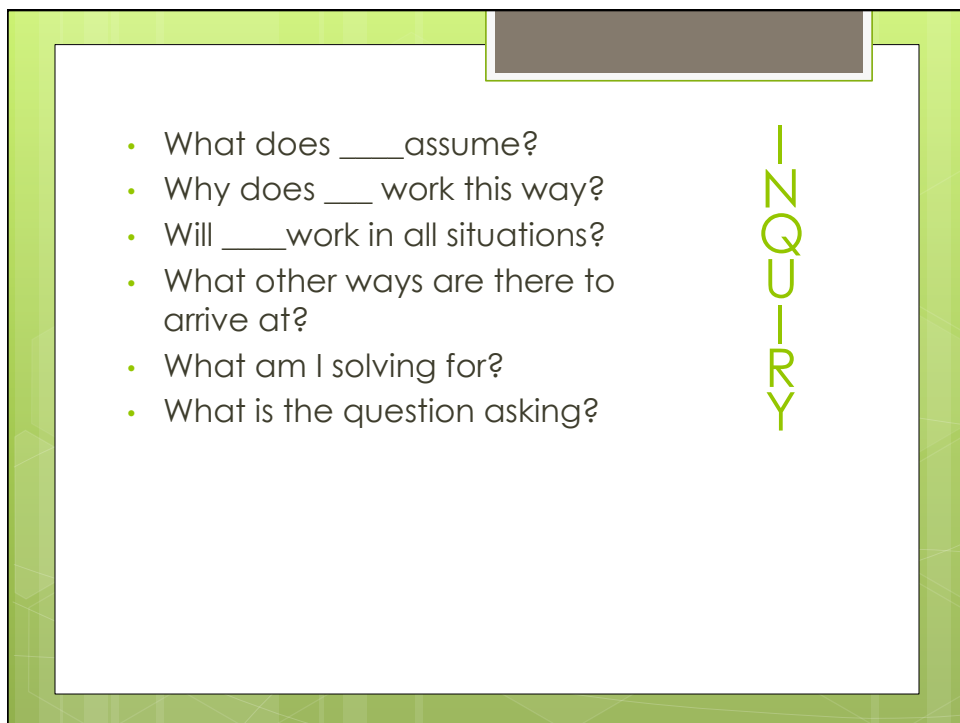 • What does ____assume?
• Why does ___ work this way?
• Will ____work in all situations?
• What other ways are there to
arrive at?
• What am I solving for?
• What is the question asking?
I
N
Q
U
I
R
Y